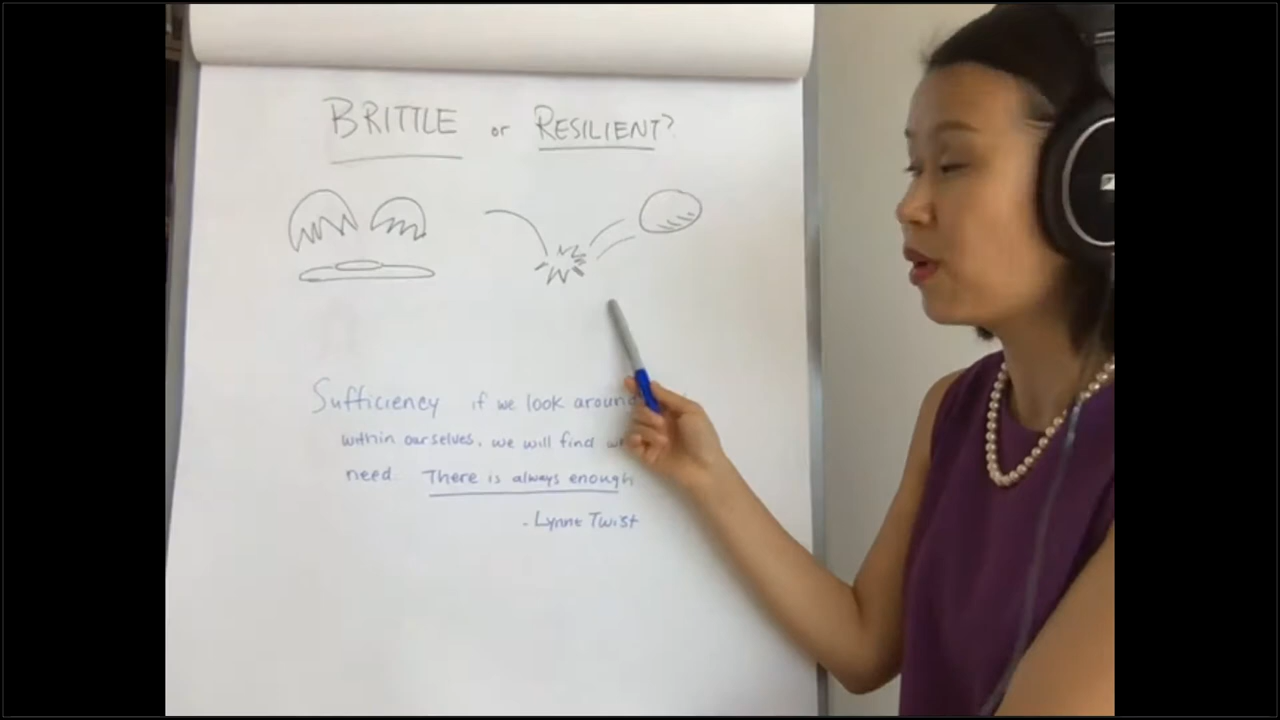 BRITTLE or RESILIENT?
Sufficiency if we look around
within ourselves, we will find
need. There is always enough
- Lynne Twist